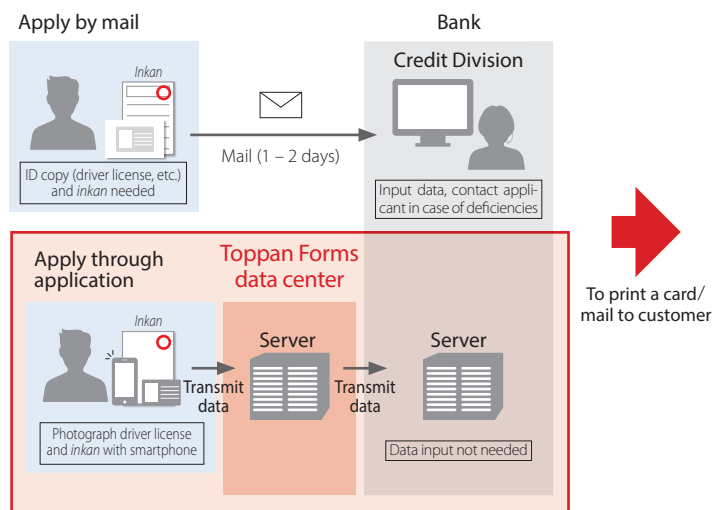 Apply by mail
Bank
Inkan
ID copy (driver license, etc.)
and inkan needed
Mail (1 – 2 days)
Credit Division
Input data, contact appli-
cant in case of deficiencies
Apply through
application
Inkan
Photograph driver license
and inkan with smartphone
Transmit
data
Toppan Forms
data center
Server
Transmit
data
Server
Data input not needed
To print a card/
mail to customer